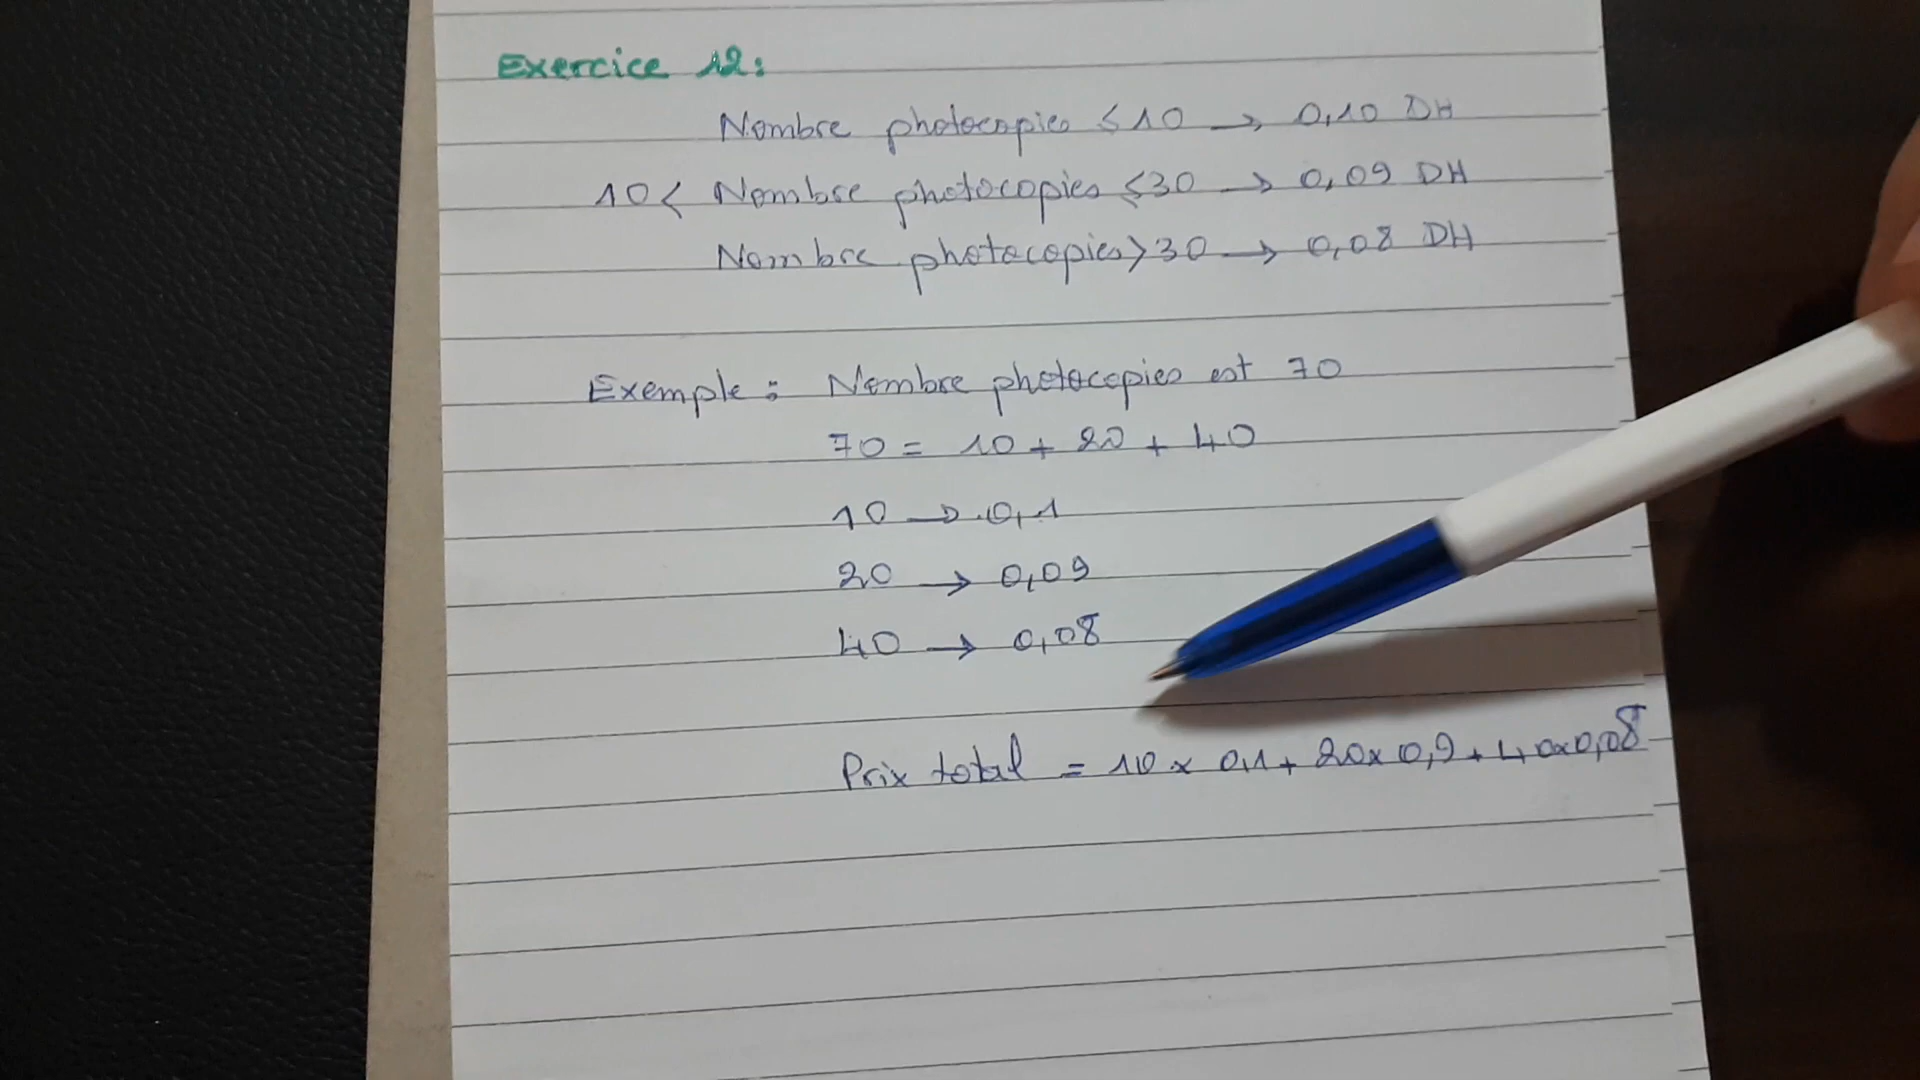 Exercice 12:
Nombre photocopies ≤ 10 → 0,10 DH
10 < Nombre photocopies ≤ 30 → 0,09 DH
Nombre photocopies > 30 → 0,08 DH
Exemple : Nombre photocopies est 70
70 = 10 + 20 + 40
10 → 0,1
20 → 0,09
40 → 0,08
Prix total = 10 x 0,1 + 20 x 0,9 + 40 x 0,08